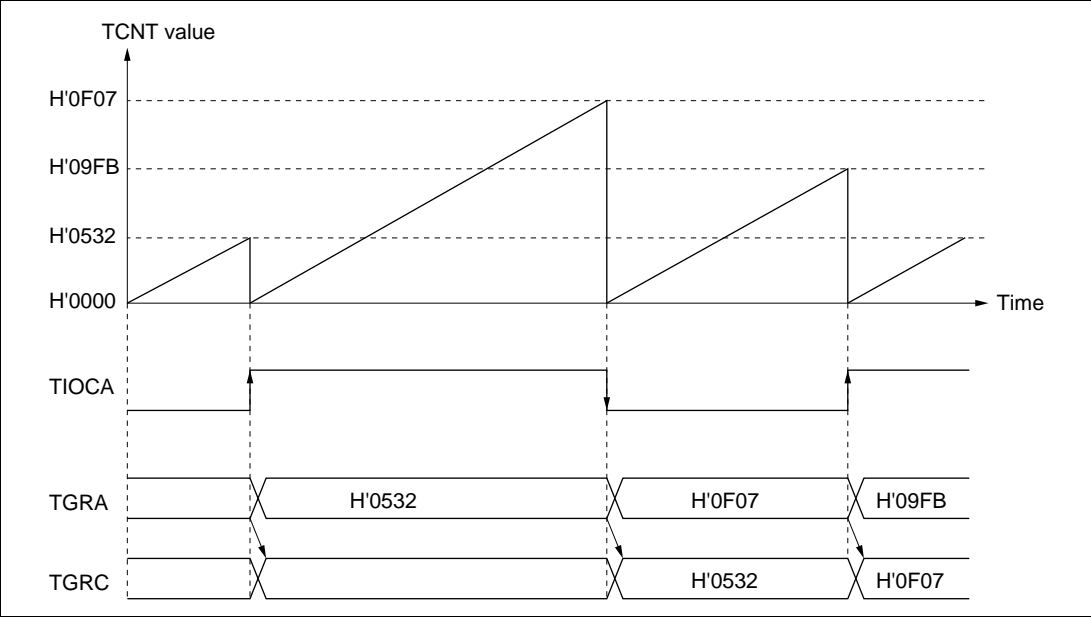 TCNT value
H'0F07
H'09FB
H'0532
H'0000
Time
TIOCA
TGRA H'0532 H'0F07 H'09FB
TGRC H'0532 H'0F07